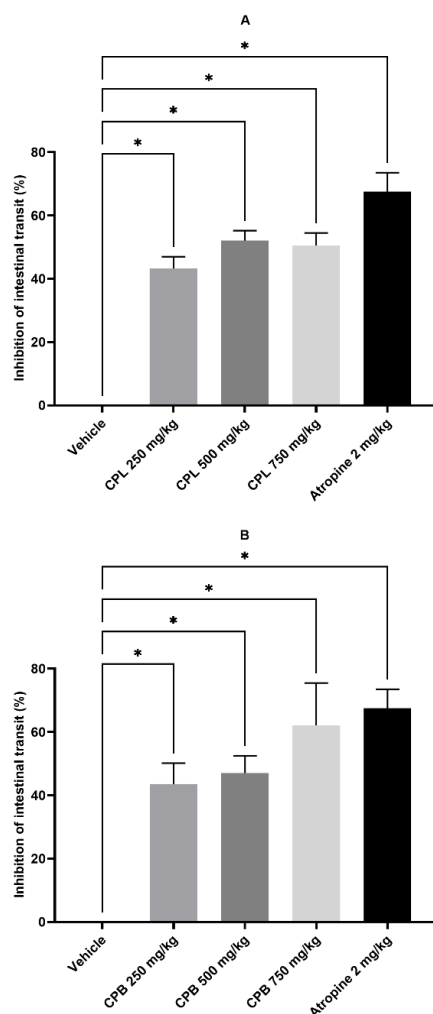 A
*
*
*
*
Inhibition of intestinal transit (%)
80
60
40
20
0
Vehicle
CPL 250 mg/kg
CPL 500 mg/kg
CPL 750 mg/kg
Atropine 2 mg/kg
B
*
*
*
*
Inhibition of intestinal transit (%)
80
60
40
20
0
Vehicle
CPB 250 mg/kg
CPB 500 mg/kg
CPB 750 mg/kg
Atropine 2 mg/kg